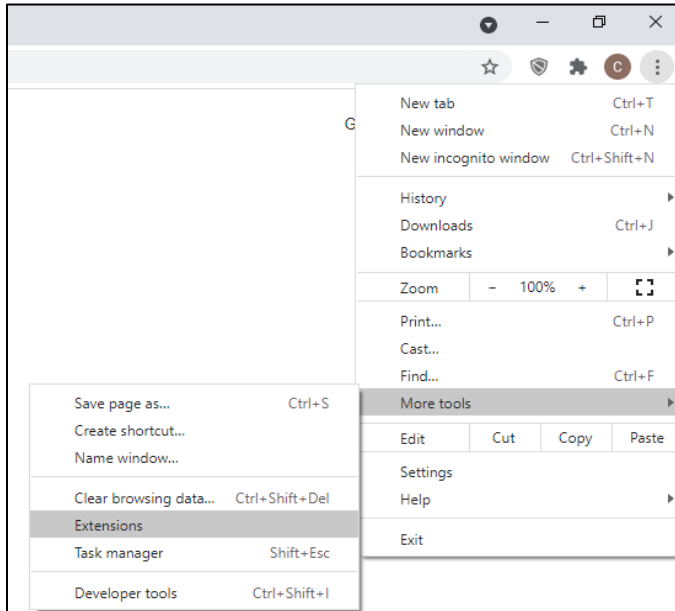 C
G
New tab Ctrl+T
New window Ctrl+N
New incognito window Ctrl+Shift+N
History
Downloads Ctrl+J
Bookmarks
Zoom - 100% +
Print... Ctrl+P
Cast...
Find... Ctrl+F
More tools
Edit Cut Copy Paste
Settings
Help
Exit
Save page as... Ctrl+S
Create shortcut...
Name window...
Clear browsing data... Ctrl+Shift+Del
Extensions
Task manager Shift+Esc
Developer tools Ctrl+Shift+I